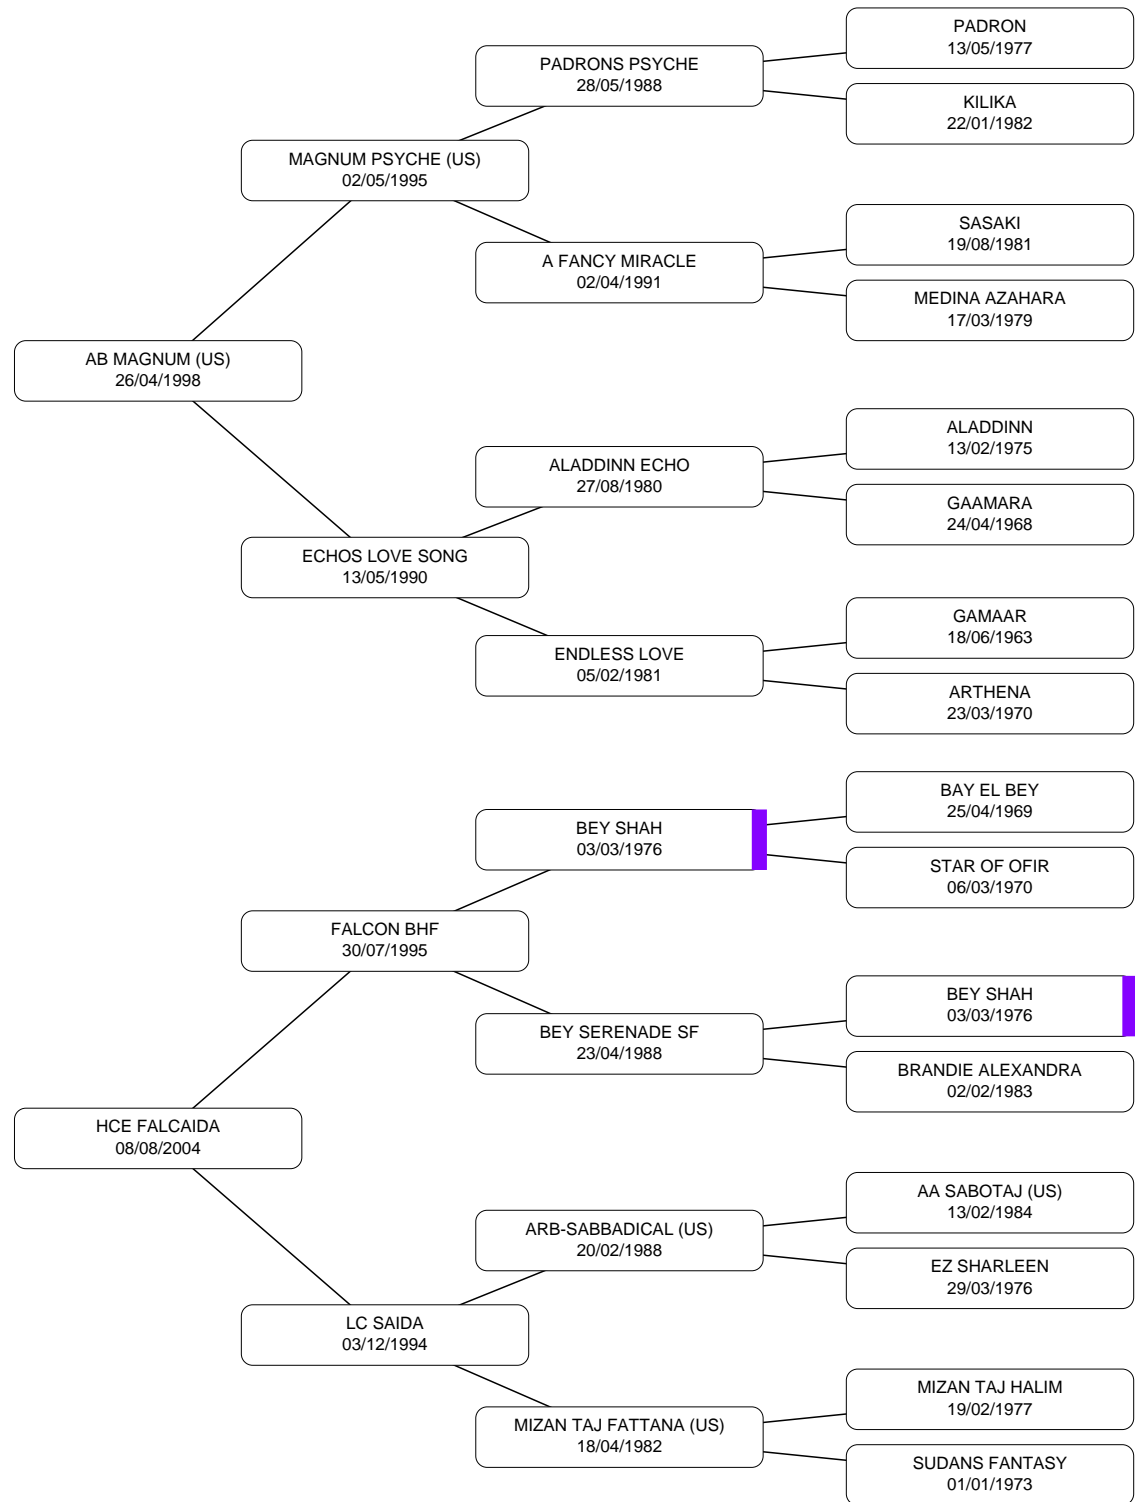 PADRON
13/05/1977
PADRONS PSYCHE
28/05/1988
KILIKA
22/01/1982
MAGNUM PSYCHE (US)
02/05/1995
SASAKI
19/08/1981
A FANCY MIRACLE
02/04/1991
MEDINA AZAHARA
17/03/1979
AB MAGNUM (US)
26/04/1998
ALADDINN
13/02/1975
ALADDINN ECHO
27/08/1980
GAAMARA
24/04/1968
ECHOS LOVE SONG
13/05/1990
GAMAAR
18/06/1963
ENDLESS LOVE
05/02/1981
ARTHENA
23/03/1970
BAY EL BEY
25/04/1969
BEY SHAH
03/03/1976
STAR OF OFIR
06/03/1970
FALCON BHF
30/07/1995
BEY SHAH
03/03/1976
BEY SERENADE SF
23/04/1988
BRANDIE ALEXANDRA
02/02/1983
HCE FALCAIDA
08/08/2004
AA SABOTAJ (US)
13/02/1984
ARB-SABBADICAL (US)
20/02/1988
EZ SHARLEEN
29/03/1976
LC SAIDA
03/12/1994
MIZAN TAJ HALIM
19/02/1977
MIZAN TAJ FATTANA (US)
18/04/1982
SUDANS FANTASY
01/01/1973